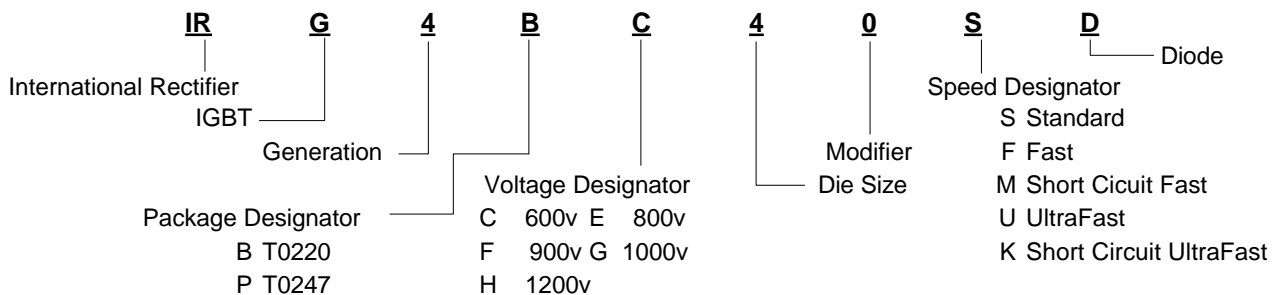 IR G 4 B C 4 0 S D
Diode
International Rectifier
Speed Designator
IGBT
S Standard
Generation
Modifier
F Fast
Voltage Designator
Die Size
M Short Cicuit Fast
Package Designator
C 600v E 800v
U UltraFast
B T0220
F 900v G 1000v
K Short Circuit UltraFast
P T0247
H 1200v